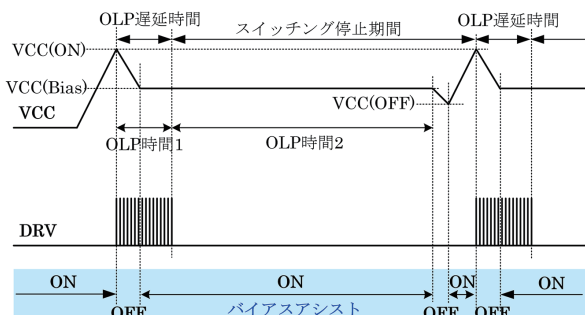 OLP遅延時間 スイッチング停止期間 OLP遅延時間
VCC(ON)
VCC(Bias)
VCC(OFF)
VCC
OLP時間1 OLP時間2
DRV
ON ON ON ON
OFF バイアスアシスト OFF OFF